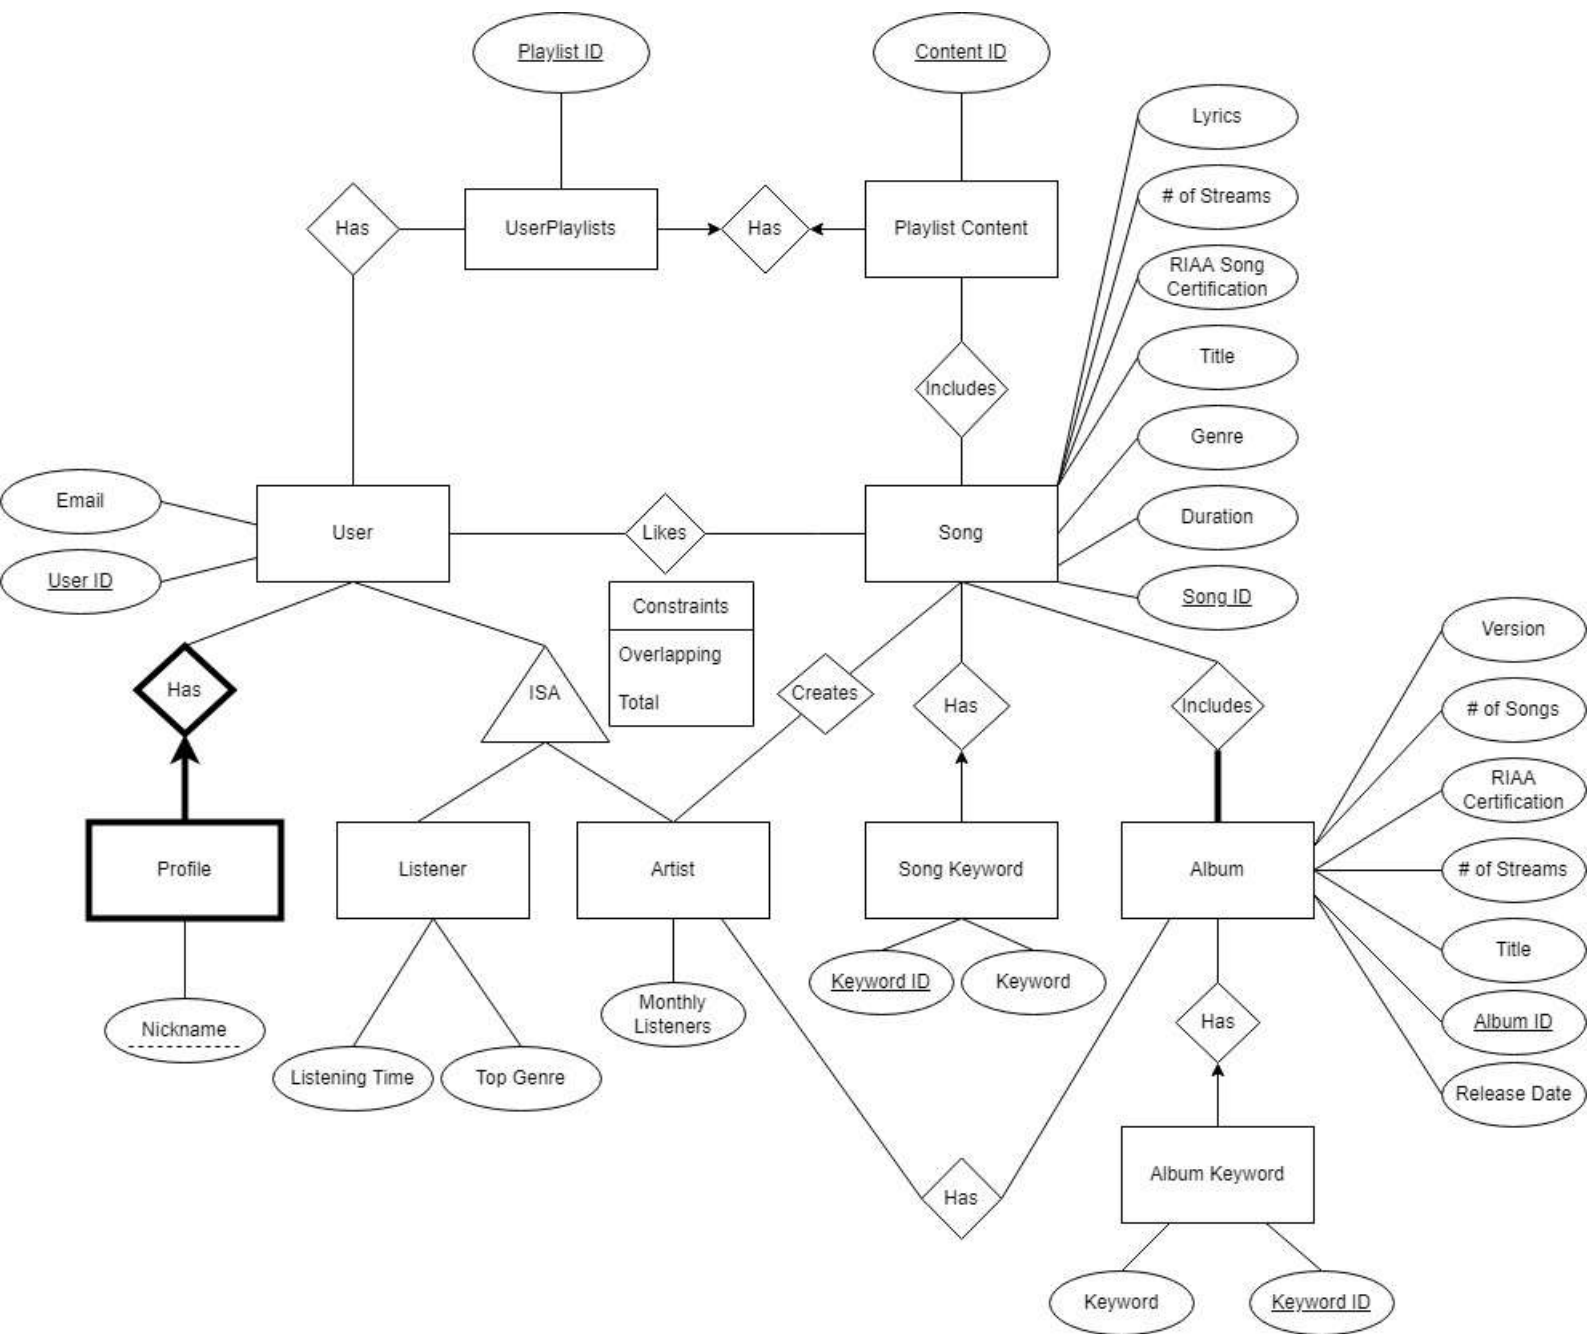 Playlist ID
Content ID
Lyrics
# of Streams
Has
UserPlaylists
Has
Playlist Content
RIAA Song
Certification
Title
Includes
Genre
Email
User
Likes
Song
Duration
User ID
Song ID
Constraints
Overlapping
Total
Version
Has
ISA
Creates
Has
Includes
# of Songs
RIAA
Certification
Profile
Listener
Artist
Song Keyword
Album
# of Streams
Title
Keyword ID
Keyword
Monthly
Listeners
Nickname
Has
Album ID
Listening Time
Top Genre
Release Date
Album Keyword
Has
Keyword
Keyword ID